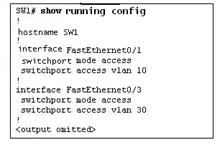 SW1# show running config
!
hostname SW1
!
interface FastEthernet0/1
switchport mode access
switchport access vlan 10
!
interface FastEthernet0/3
switchport mode access
switchport access vlan 30
!
<output omitted>